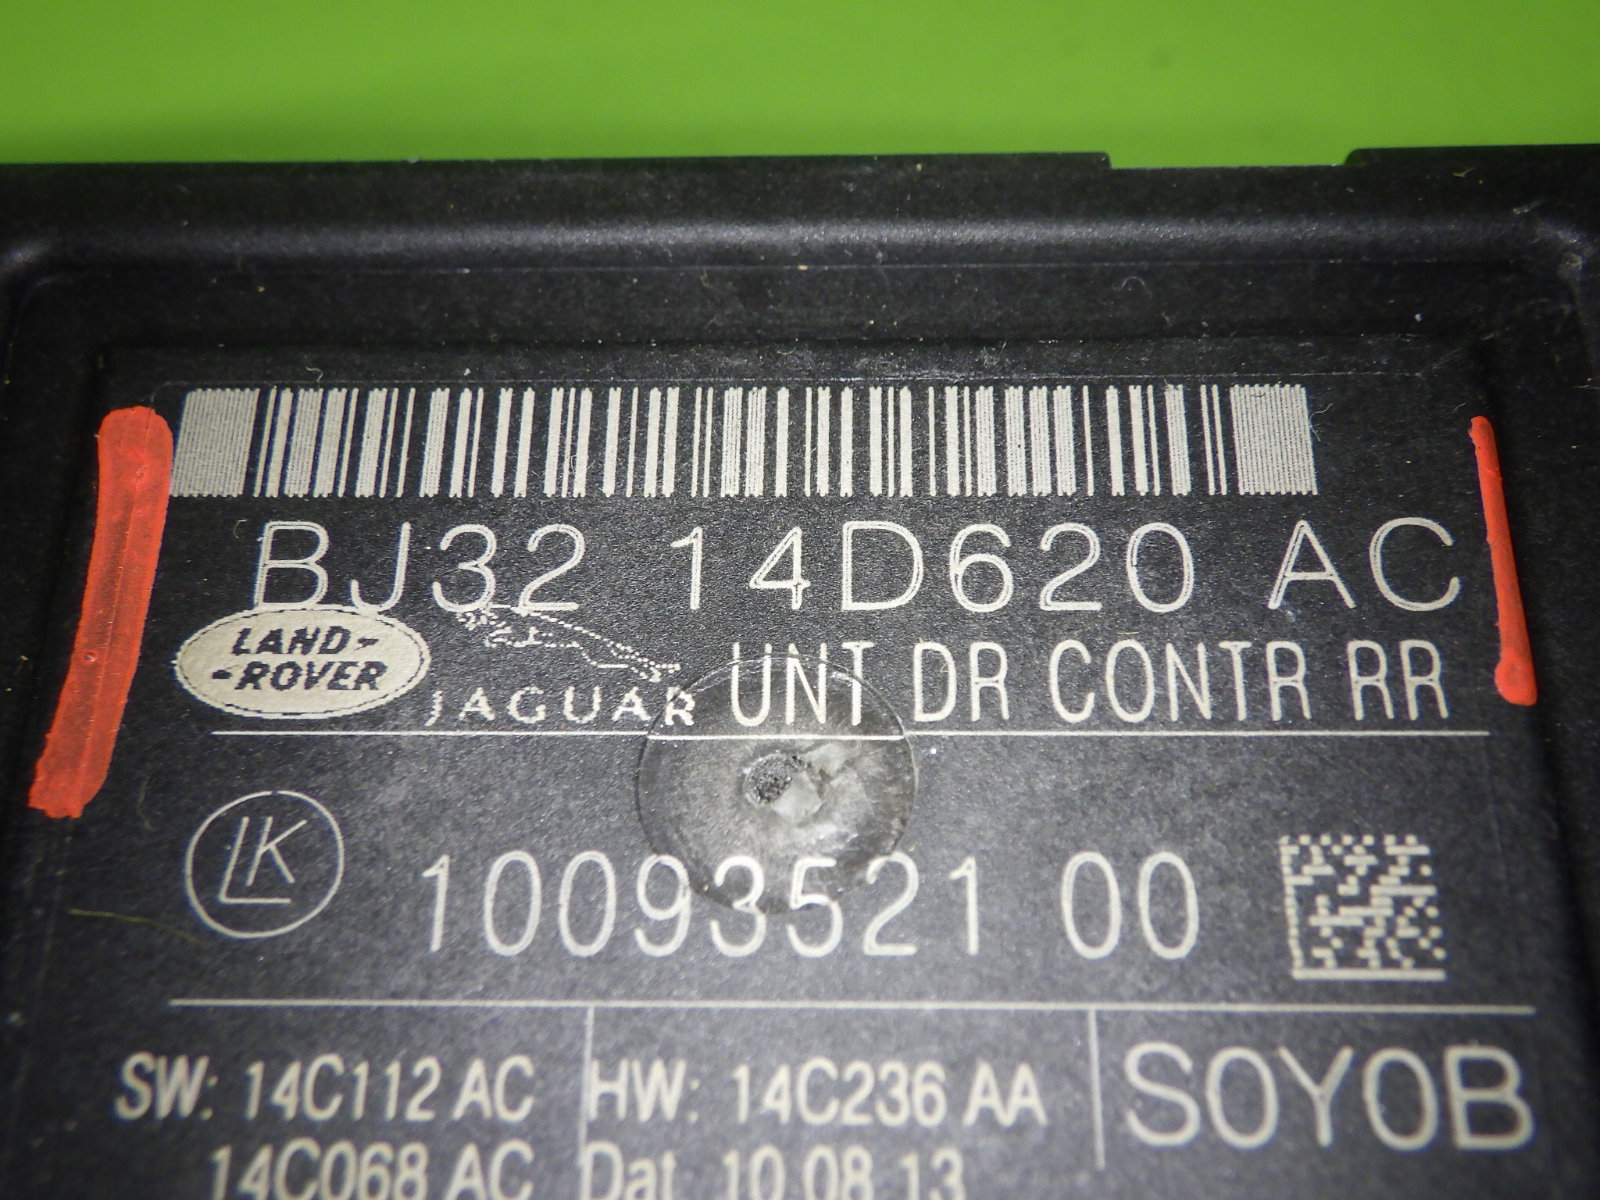 BJ32 14D620 AC
LAND-
-ROVER
JAGUAR UNT DR CONTR RR
LK 10093521 00
SW: 14C112 AC HW: 14C236 AA SOYOB
14C068 AC Dat. 10.08.13